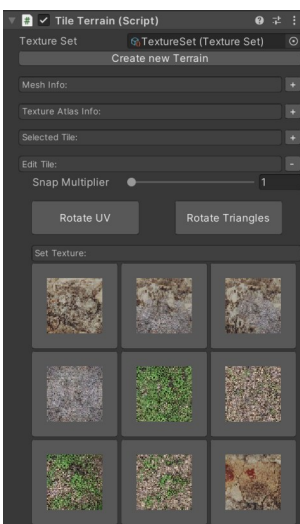 Tile Terrain (Script)
Texture Set TextureSet (Texture Set)
Create new Terrain
Mesh Info: +
Texture Atlas Info: +
Selected Tile: +
Edit Tile: -
Snap Multiplier 1
Rotate UV Rotate Triangles
Set Texture: